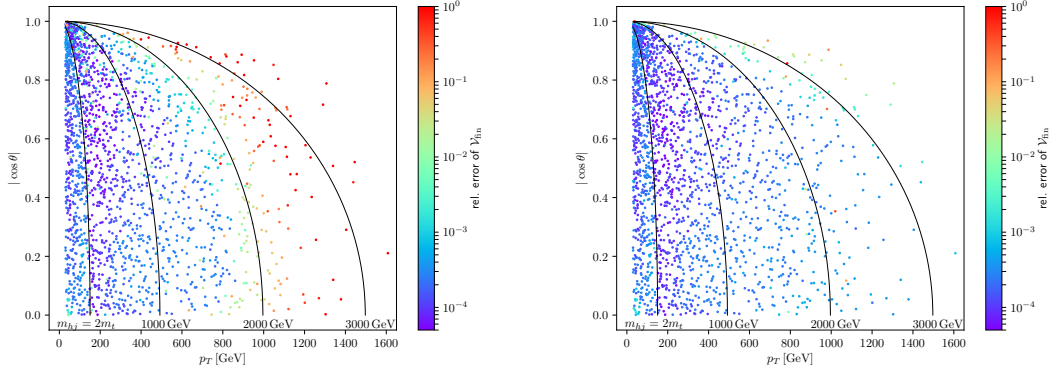 1.0
0.8
0.6
0.4
0.2
0.0
| cos θ|
m_{hj} = 2m_t
1000 GeV
2000 GeV
3000 GeV
0 200 400 600 800 1000 1200 1400 1600
p_T [GeV]
10^0
10^{-1}
10^{-2}
10^{-3}
10^{-4}
rel. error of 𝒱_{fin}
1.0
0.8
0.6
0.4
0.2
0.0
| cos θ|
m_{hj} = 2m_t
1000 GeV
2000 GeV
3000 GeV
0 200 400 600 800 1000 1200 1400 1600
p_T [GeV]
10^0
10^{-1}
10^{-2}
10^{-3}
10^{-4}
rel. error of 𝒱_{fin}